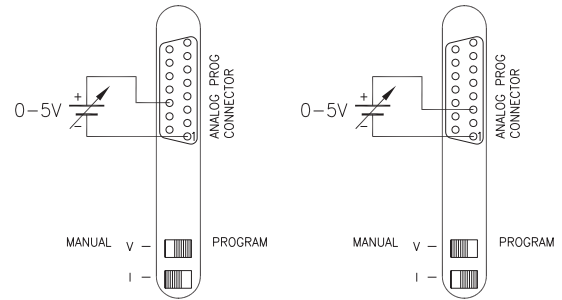 +
0-5V
−
1
ANALOG PROG
CONNECTOR
MANUAL V − PROGRAM
I −
+
0-5V
−
1
ANALOG PROG
CONNECTOR
MANUAL V − PROGRAM
I −